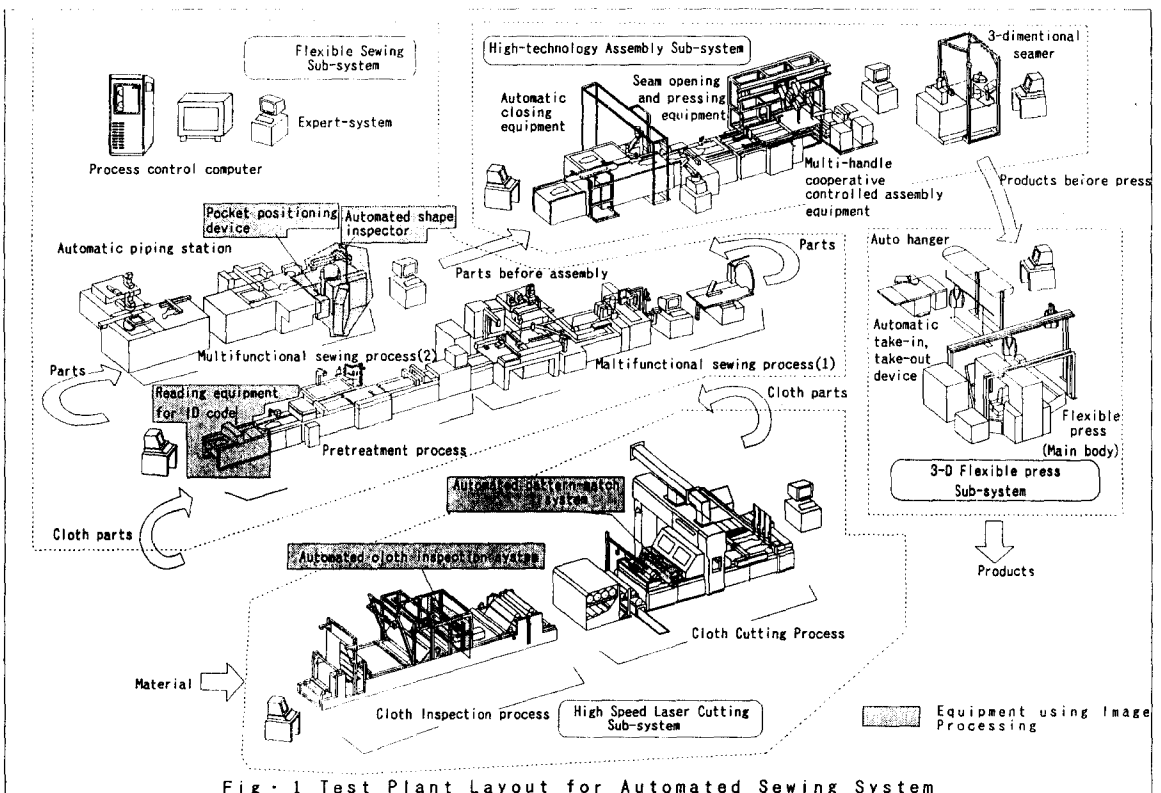 Flexible Sewing
Sub-system
Expert-system
Process control computer
High-technology Assembly Sub-system
Automatic
closing
equipment
Seam opening
and pressing
equipment
Multi-handle
cooperative
controlled assembly
equipment
3-dimentional
seamer
Products before press
Pocket positioning
device
Automated shape
inspector
Automatic piping station
Parts before assembly
Parts
Multifunctional sewing process(2)
Maltifunctional sewing process(1)
Parts
Reading equipment
for ID code
Pretreatment process
Cloth parts
Cloth parts
Auto hanger
Automatic
take-in,
take-out
device
Flexible
press
(Main body)
3-D Flexible press
Sub-system
Products
Automated pattern-match
system
Automated cloth inspection system
Cloth Cutting Process
Material
Cloth Inspection process
High Speed Laser Cutting
Sub-system
Equipment using Image
Processing
Fig・1 Test Plant Layout for Automated Sewing System